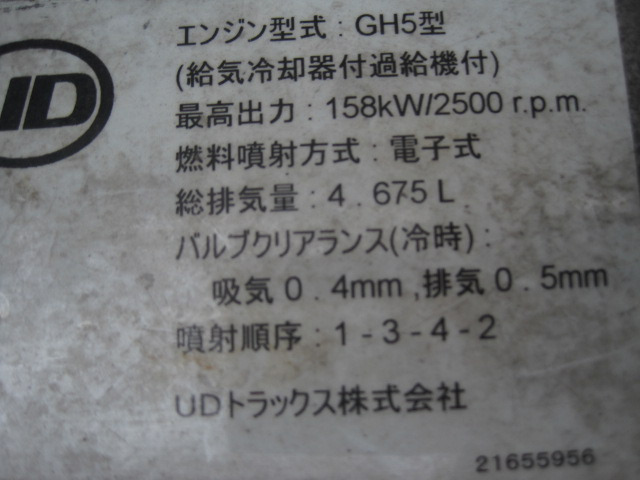 UD
エンジン型式 : GH5型
(給気冷却器付過給機付)
最高出力 : 158kW/2500 r.p.m.
燃料噴射方式 : 電子式
総排気量 : 4 . 675 L
バルブクリアランス(冷時) :
吸気 0 . 4mm ,排気 0 . 5mm
噴射順序 : 1 - 3 - 4 - 2
UDトラックス株式会社
21655956